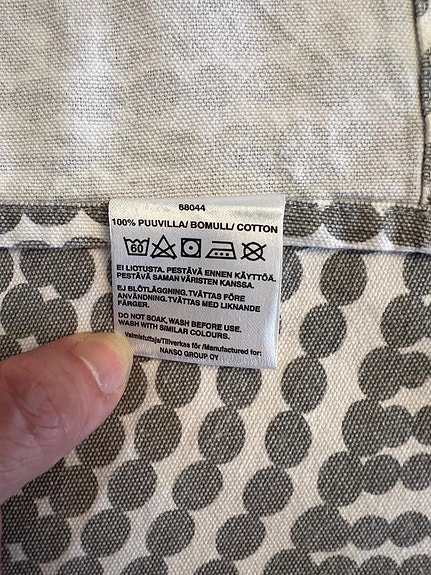 88044
100% PUUVILLA/ BOMULL/ COTTON
60
EI LIOTUSTA. PESTÄVÄ ENNEN KÄYTTÖÄ.
PESTÄVÄ SAMAN VÄRISTEN KANSSA.
EJ BLÖTLÄGGNING. TVÄTTAS FÖRE
ANVÄNDNING. TVÄTTAS MED LIKNANDE
FÄRGER.
DO NOT SOAK, WASH BEFORE USE.
WASH WITH SIMILAR COLOURS.
Valmistuttaja/Tillverkas för /Manufactured for:
NANSO GROUP OY